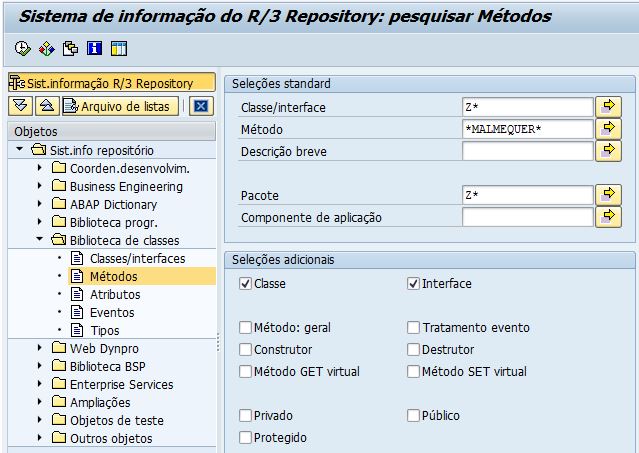 Sistema de informação do R/3 Repository: pesquisar Métodos
Sist.informação R/3 Repository
Arquivo de listas
Objetos
Sist.info repositório
Coorden.desenvolvim.
Business Engineering
ABAP Dictionary
Biblioteca progr.
Biblioteca de classes
Classes/interfaces
Métodos
Atributos
Eventos
Tipos
Web Dynpro
Biblioteca BSP
Enterprise Services
Ampliações
Objetos de teste
Outros objetos
Seleções standard
Classe/interface Z*
Método *MALMEQUER*
Descrição breve
Pacote Z*
Componente de aplicação
Seleções adicionais
Classe Interface
Método: geral Tratamento evento
Construtor Destrutor
Método GET virtual Método SET virtual
Privado Público
Protegido